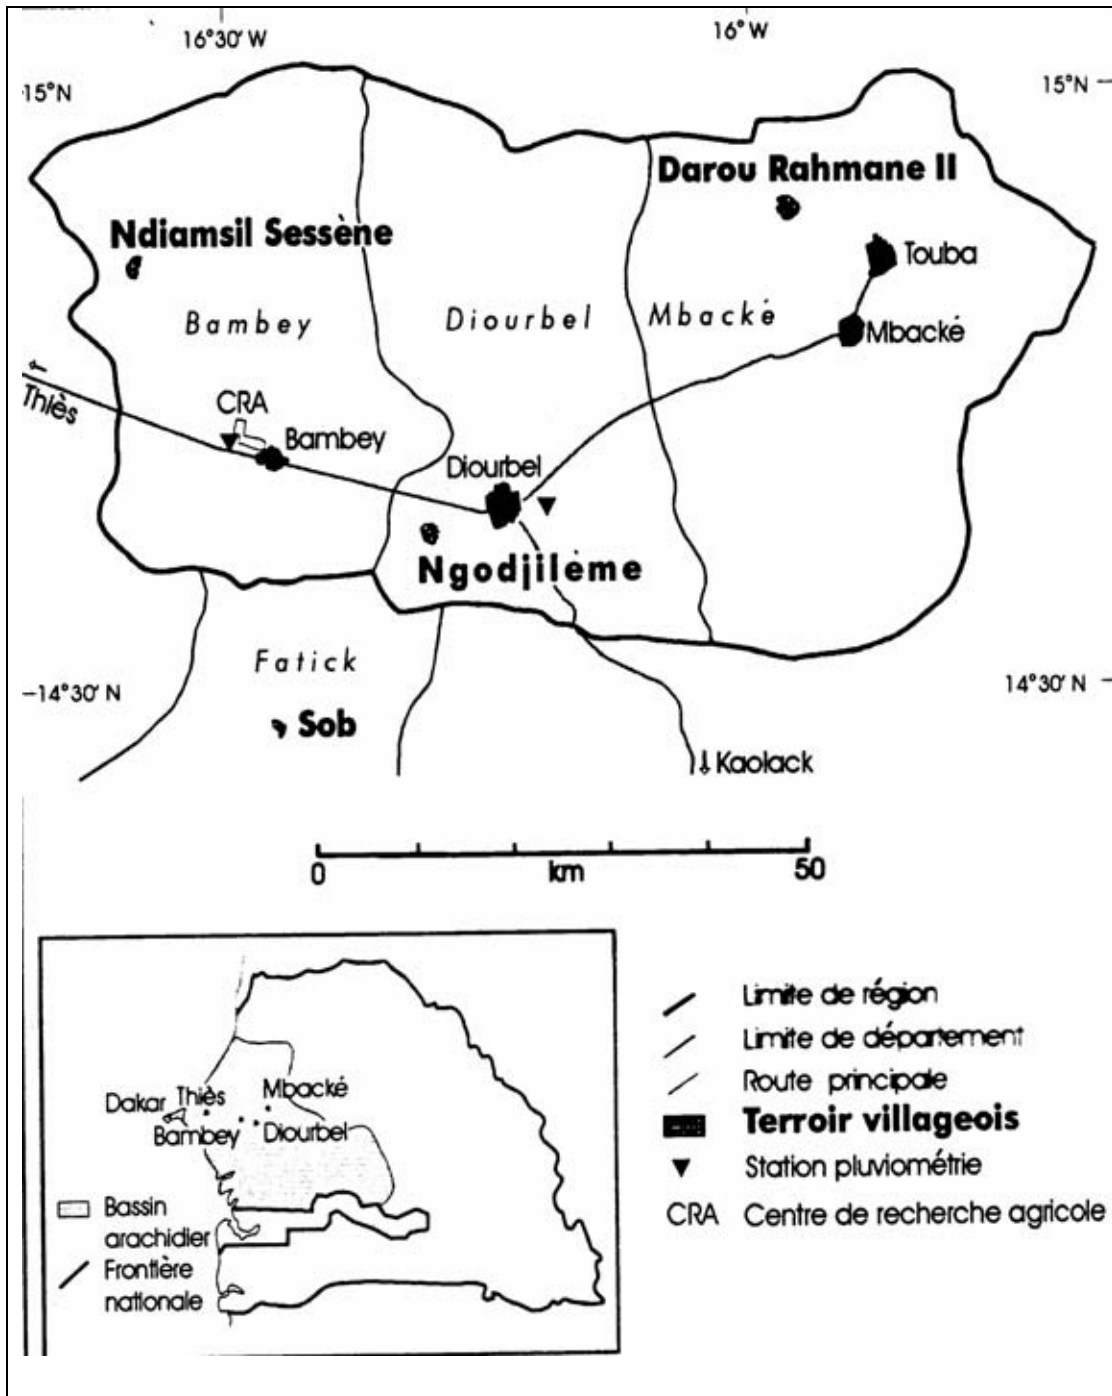 16°30′ W
16° W
15°N
15°N
Darou Rahmane II
Ndiamsil Sessène
Touba
Bambey
Diourbel
Mbacké
Mbacké
Thiès
CRA
Bambey
Diourbel
Ngodjilème
Fatick
14°30′ N
14°30′ N
Sob
Kaolack
0
km
50
Limite de région
Limite de département
Route principale
Terroir villageois
Station pluviométrie
CRA Centre de recherche agricole
Mbacké
Dakar Thiès
Bambey Diourbel
Bassin
arachidier
Frontière
nationale